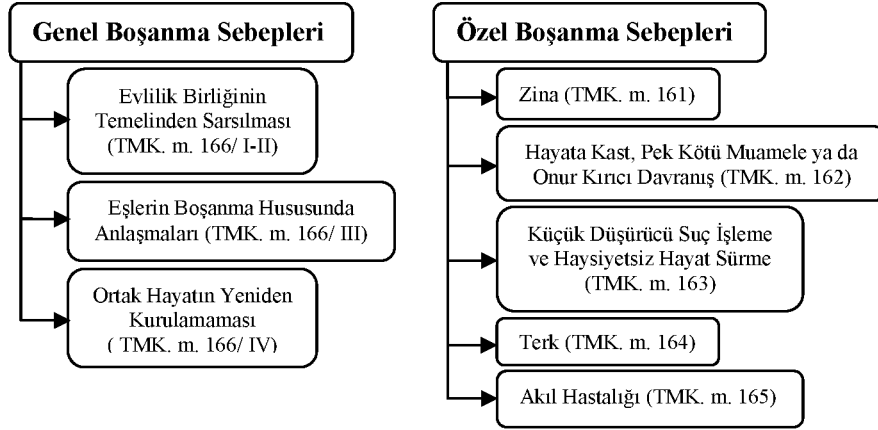 Genel Boşanma Sebepleri
Evlilik Birliğinin
Temelinden Sarsılması
(TMK. m. 166/ I-II)
Eşlerin Boşanma Hususunda
Anlaşmaları (TMK. m. 166/ III)
Ortak Hayatın Yeniden
Kurulamaması
( TMK. m. 166/ IV)
Özel Boşanma Sebepleri
Zina (TMK. m. 161)
Hayata Kast, Pek Kötü Muamele ya da
Onur Kırıcı Davranış (TMK. m. 162)
Küçük Düşürücü Suç İşleme
ve Haysiyetsiz Hayat Sürme
(TMK. m. 163)
Terk (TMK. m. 164)
Akıl Hastalığı (TMK. m. 165)